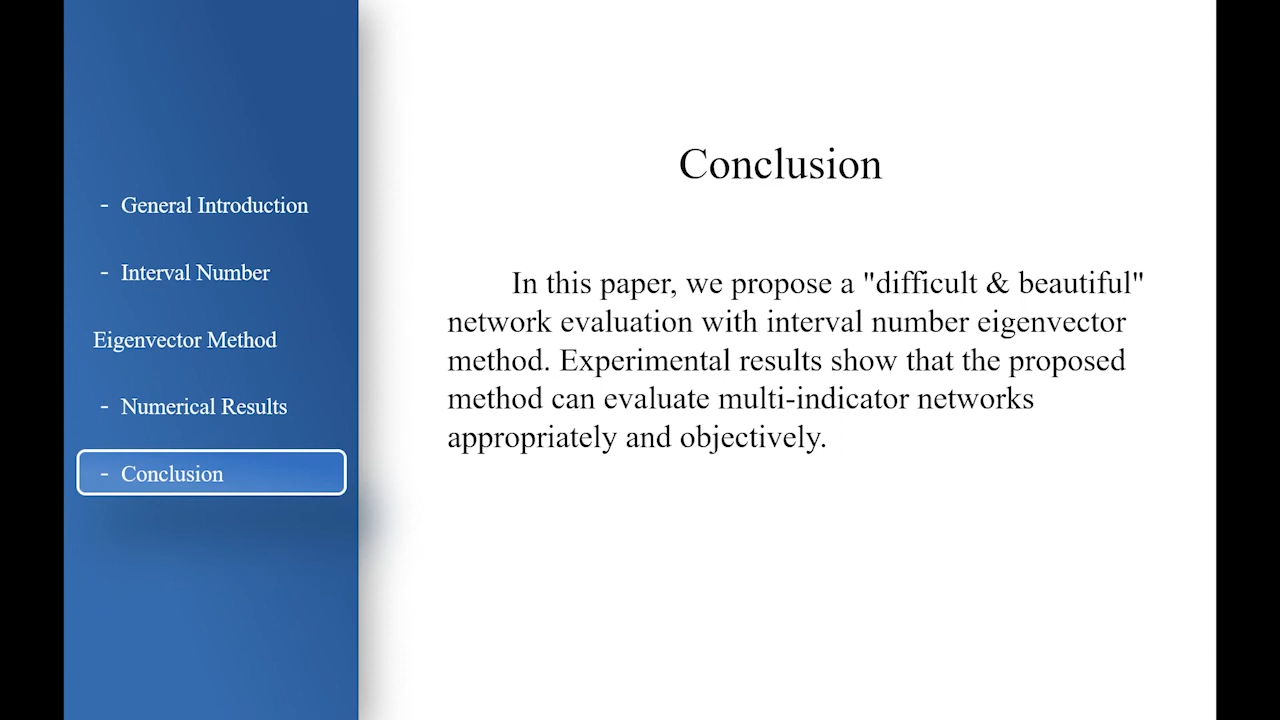 - General Introduction
- Interval Number
Eigenvector Method
- Numerical Results
- Conclusion
Conclusion
In this paper, we propose a "difficult & beautiful"
network evaluation with interval number eigenvector
method. Experimental results show that the proposed
method can evaluate multi-indicator networks
appropriately and objectively.